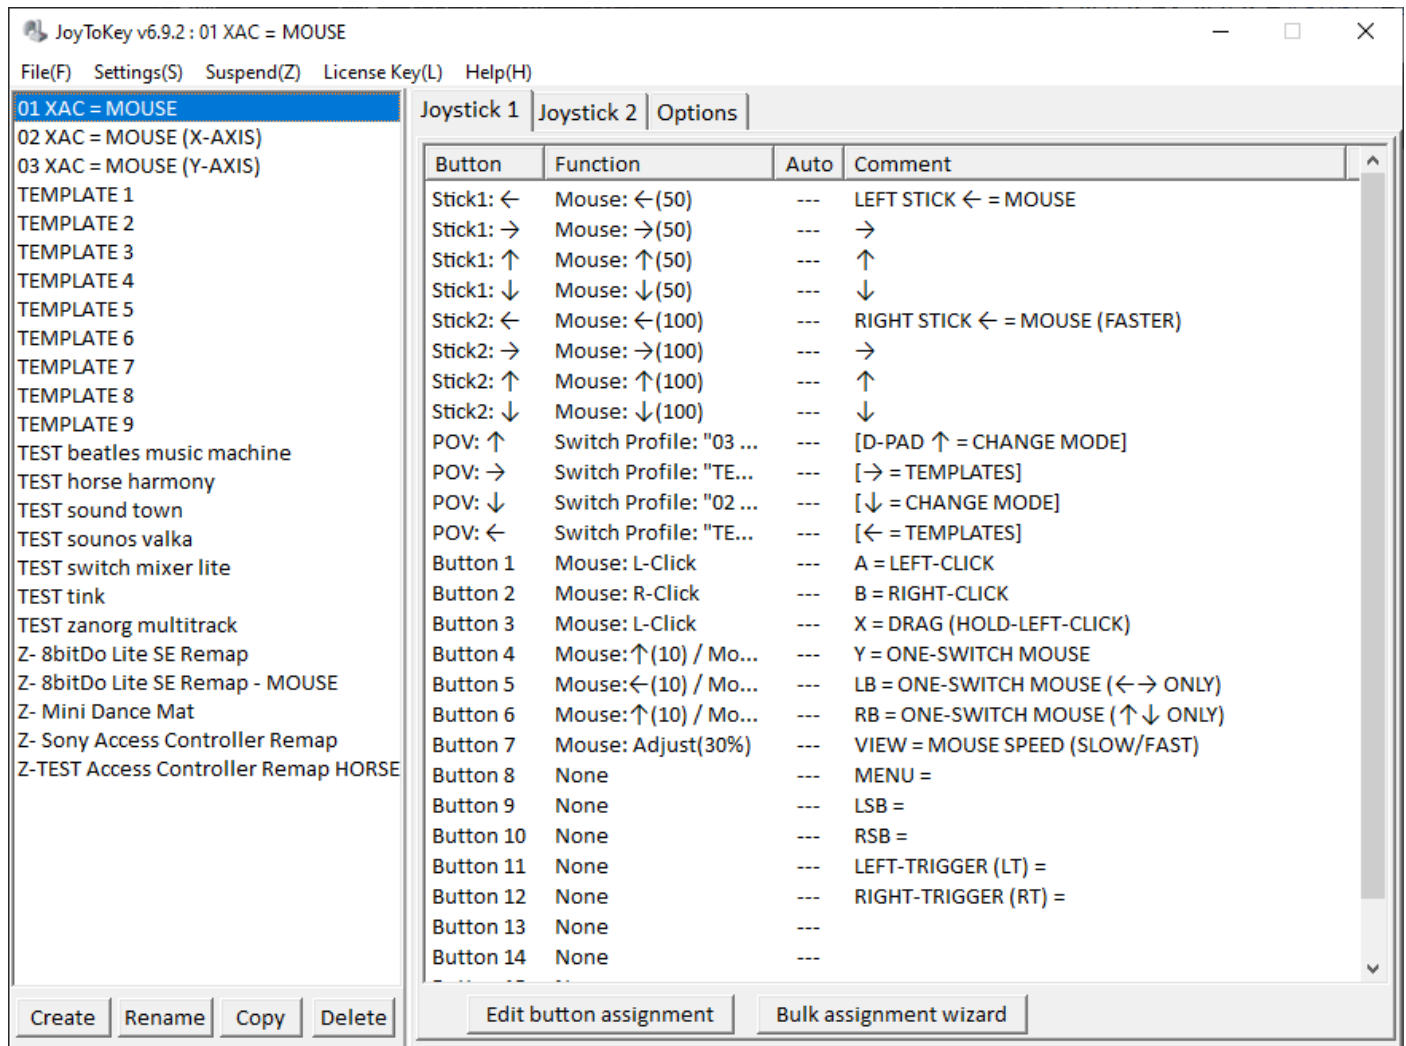 JoyToKey v6.9.2 : 01 XAC = MOUSE
File(F) Settings(S) Suspend(Z) License Key(L) Help(H)
01 XAC = MOUSE
02 XAC = MOUSE (X-AXIS)
03 XAC = MOUSE (Y-AXIS)
TEMPLATE 1
TEMPLATE 2
TEMPLATE 3
TEMPLATE 4
TEMPLATE 5
TEMPLATE 6
TEMPLATE 7
TEMPLATE 8
TEMPLATE 9
TEST beatles music machine
TEST horse harmony
TEST sound town
TEST sounos valka
TEST switch mixer lite
TEST tink
TEST zanorg multitrack
Z- 8bitDo Lite SE Remap
Z- 8bitDo Lite SE Remap - MOUSE
Z- Mini Dance Mat
Z- Sony Access Controller Remap
Z-TEST Access Controller Remap HORSE
Create Rename Copy Delete
Joystick 1 Joystick 2 Options
Button Function Auto Comment
Stick1: ← Mouse: ←(50) --- LEFT STICK ← = MOUSE
Stick1: → Mouse: →(50) --- →
Stick1: ↑ Mouse: ↑(50) --- ↑
Stick1: ↓ Mouse: ↓(50) --- ↓
Stick2: ← Mouse: ←(100) --- RIGHT STICK ← = MOUSE (FASTER)
Stick2: → Mouse: →(100) --- →
Stick2: ↑ Mouse: ↑(100) --- ↑
Stick2: ↓ Mouse: ↓(100) --- ↓
POV: ↑ Switch Profile: "03 ... --- [D-PAD ↑ = CHANGE MODE]
POV: → Switch Profile: "TE... --- [→ = TEMPLATES]
POV: ↓ Switch Profile: "02 ... --- [↓ = CHANGE MODE]
POV: ← Switch Profile: "TE... --- [← = TEMPLATES]
Button 1 Mouse: L-Click --- A = LEFT-CLICK
Button 2 Mouse: R-Click --- B = RIGHT-CLICK
Button 3 Mouse: L-Click --- X = DRAG (HOLD-LEFT-CLICK)
Button 4 Mouse:↑(10) / Mo... --- Y = ONE-SWITCH MOUSE
Button 5 Mouse:←(10) / Mo... --- LB = ONE-SWITCH MOUSE (←→ ONLY)
Button 6 Mouse:↑(10) / Mo... --- RB = ONE-SWITCH MOUSE (↑↓ ONLY)
Button 7 Mouse: Adjust(30%) --- VIEW = MOUSE SPEED (SLOW/FAST)
Button 8 None --- MENU =
Button 9 None --- LSB =
Button 10 None --- RSB =
Button 11 None --- LEFT-TRIGGER (LT) =
Button 12 None --- RIGHT-TRIGGER (RT) =
Button 13 None ---
Button 14 None ---
Edit button assignment Bulk assignment wizard